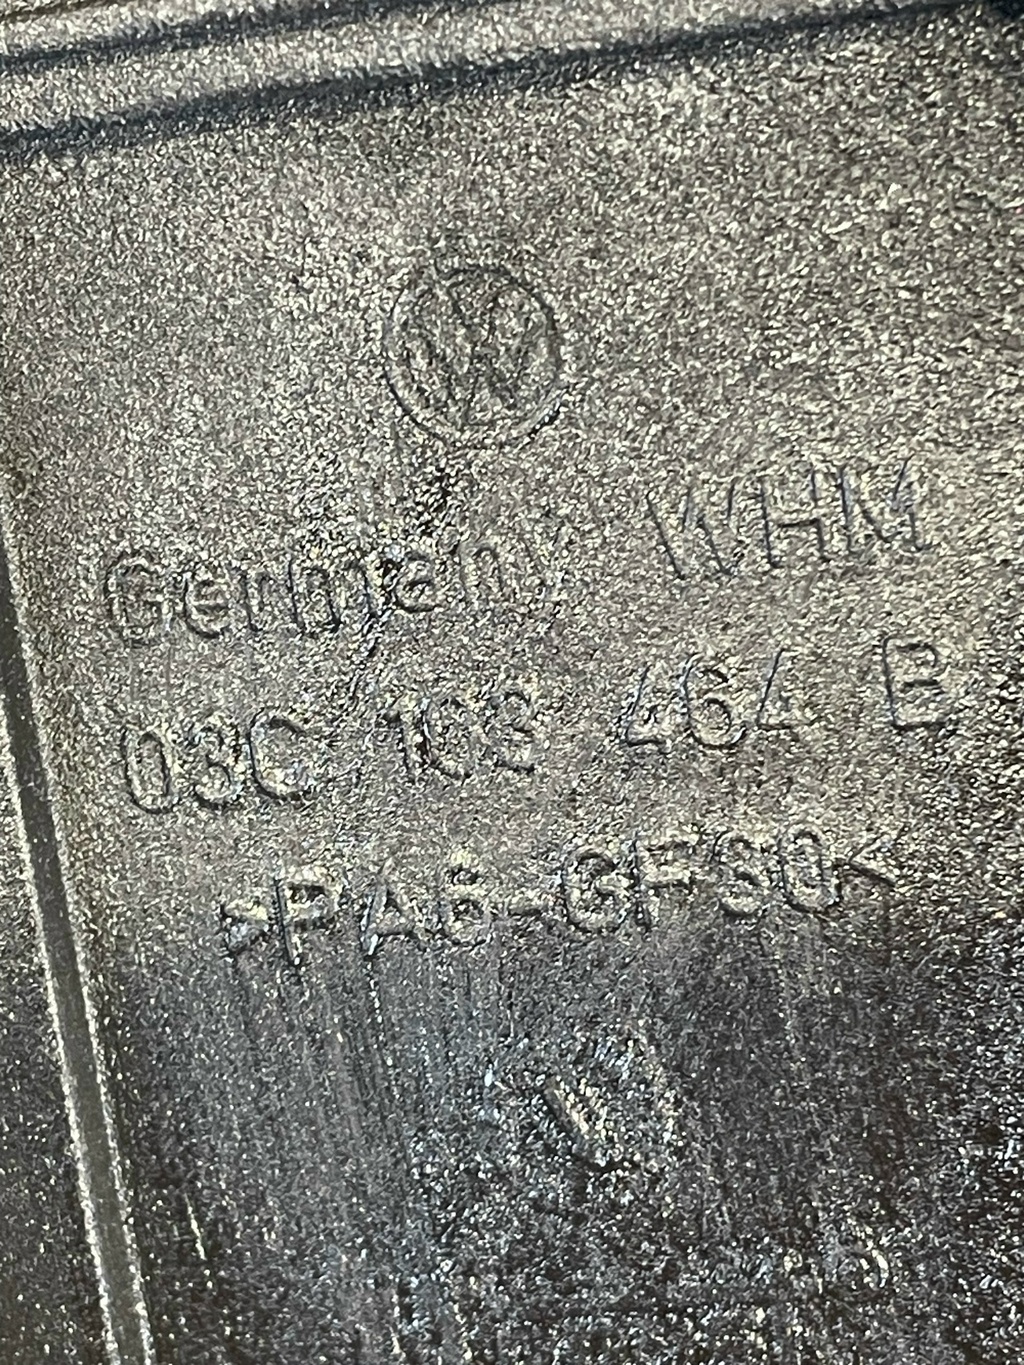 Germany WHM
03C 103 464 B
>PA6-GF30<